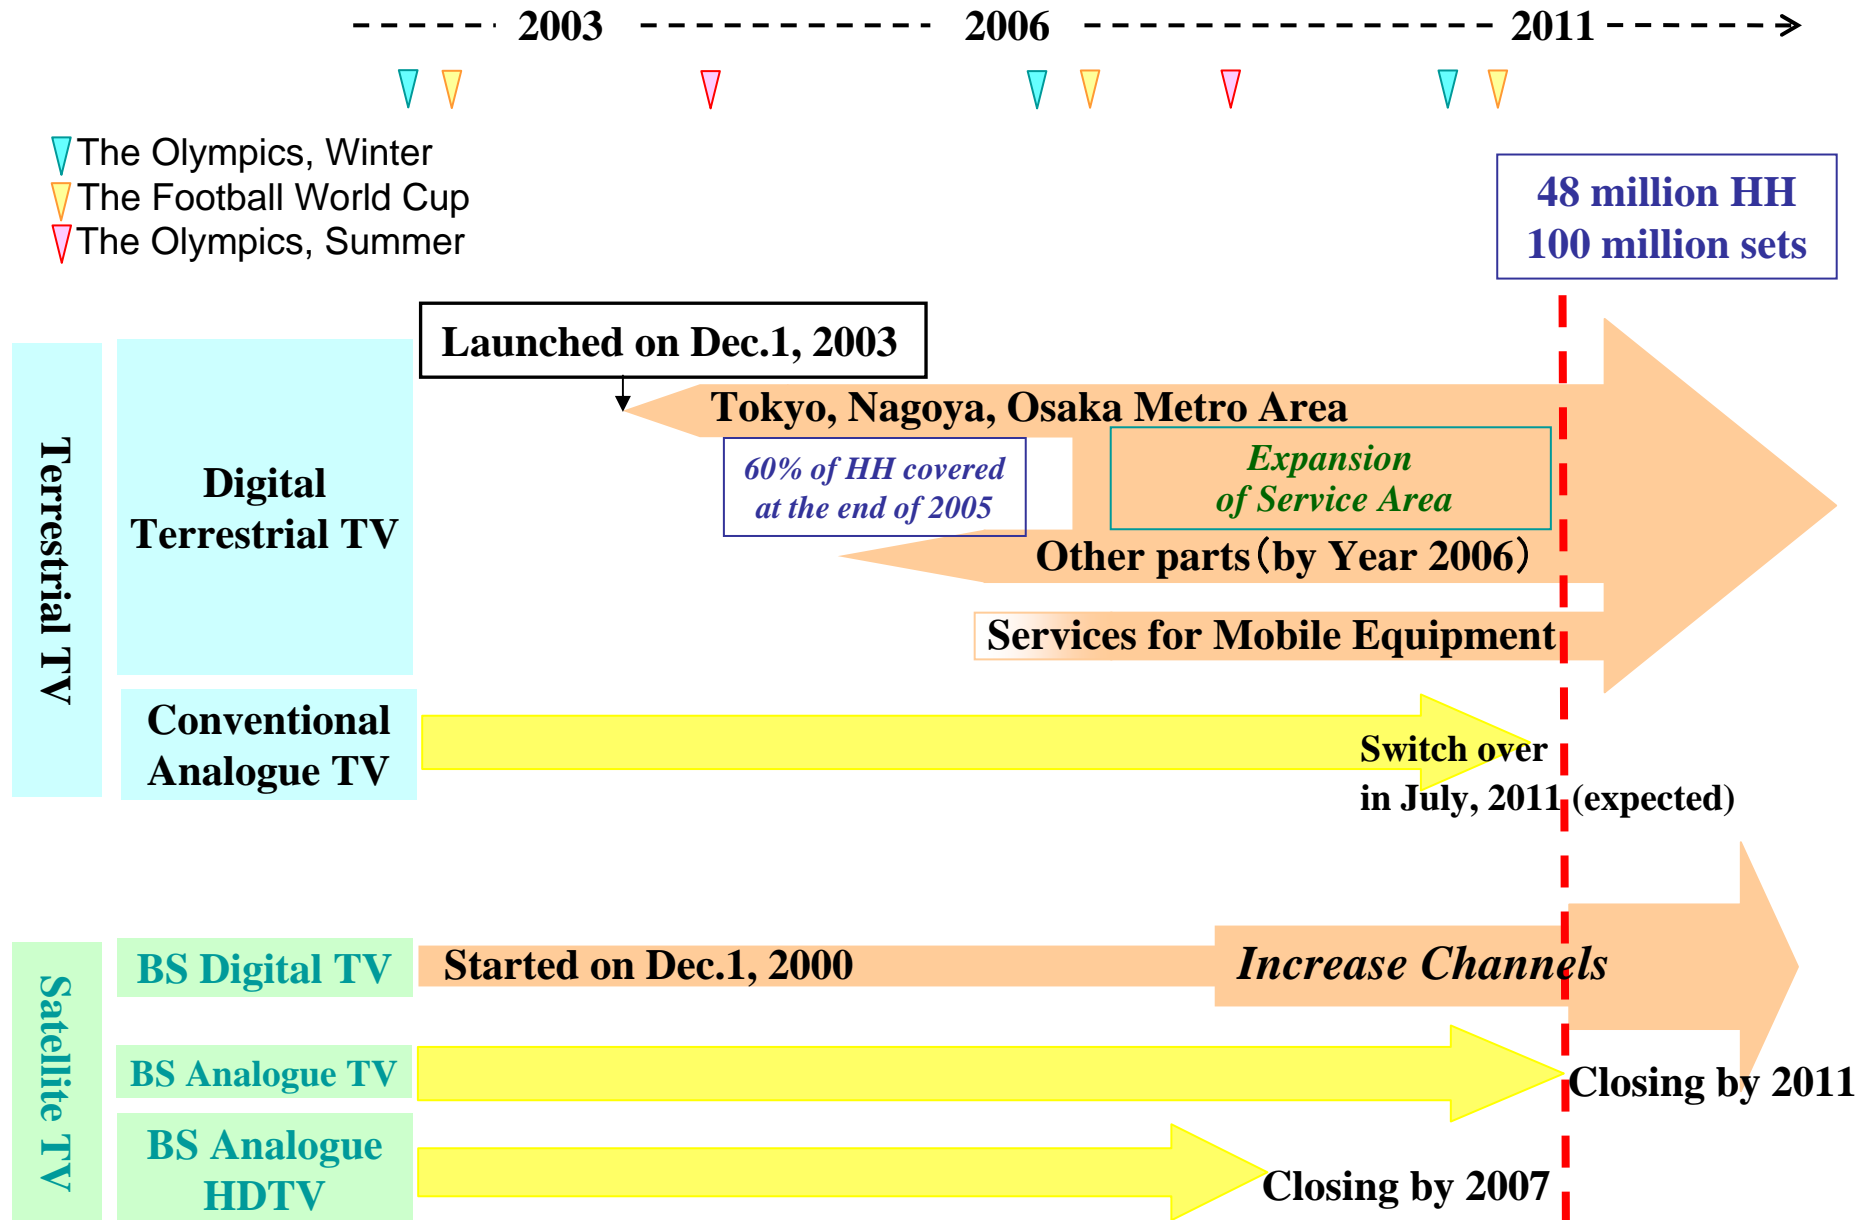 2003
2006
2011
The Olympics, Winter
The Football World Cup
The Olympics, Summer
48 million HH
100 million sets
Launched on Dec.1, 2003
Terrestrial TV
Digital
Terrestrial TV
Tokyo, Nagoya, Osaka Metro Area
60% of HH covered
at the end of 2005
Expansion
of Service Area
Other parts（by Year 2006）
Services for Mobile Equipment
Conventional
Analogue TV
Switch over
in July, 2011 (expected)
Satellite TV
BS Digital TV
Started on Dec.1, 2000
Increase Channels
BS Analogue TV
Closing by 2011
BS Analogue
HDTV
Closing by 2007